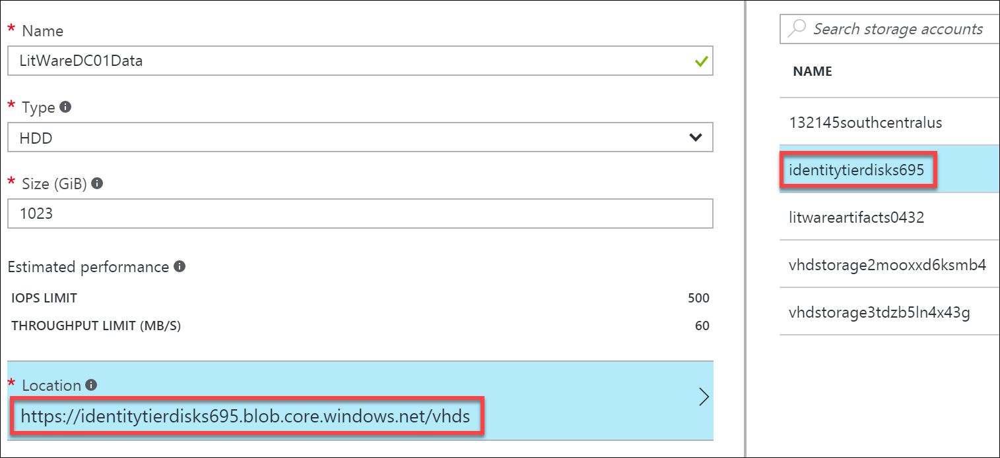 * Name
LitWareDC01Data
* Type
HDD
* Size (GiB)
1023
Estimated performance
IOPS LIMIT 500
THROUGHPUT LIMIT (MB/S) 60
* Location
https://identitytierdisks695.blob.core.windows.net/vhds
Search storage accounts
NAME
132145southcentralus
identitytierdisks695
litwareartifacts0432
vhdstorage2mooxxd6ksmb4
vhdstorage3tdzb5ln4x43g